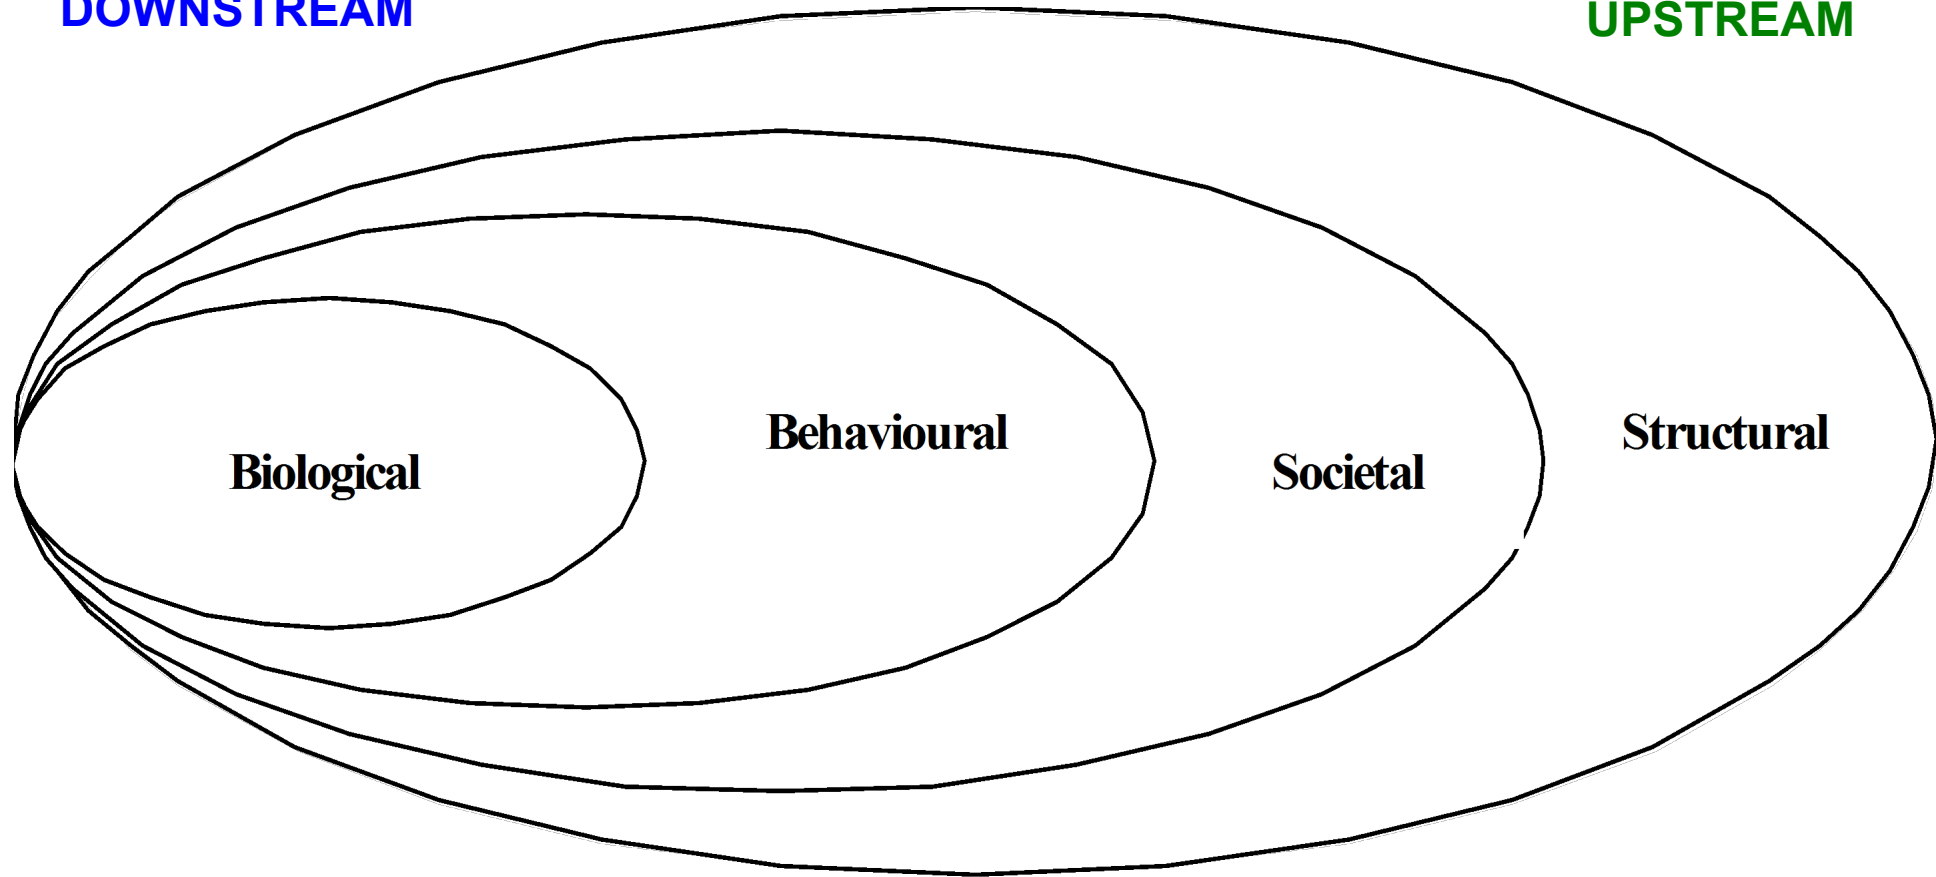 DOWNSTREAM
UPSTREAM
Biological
Behavioural
Societal
Structural